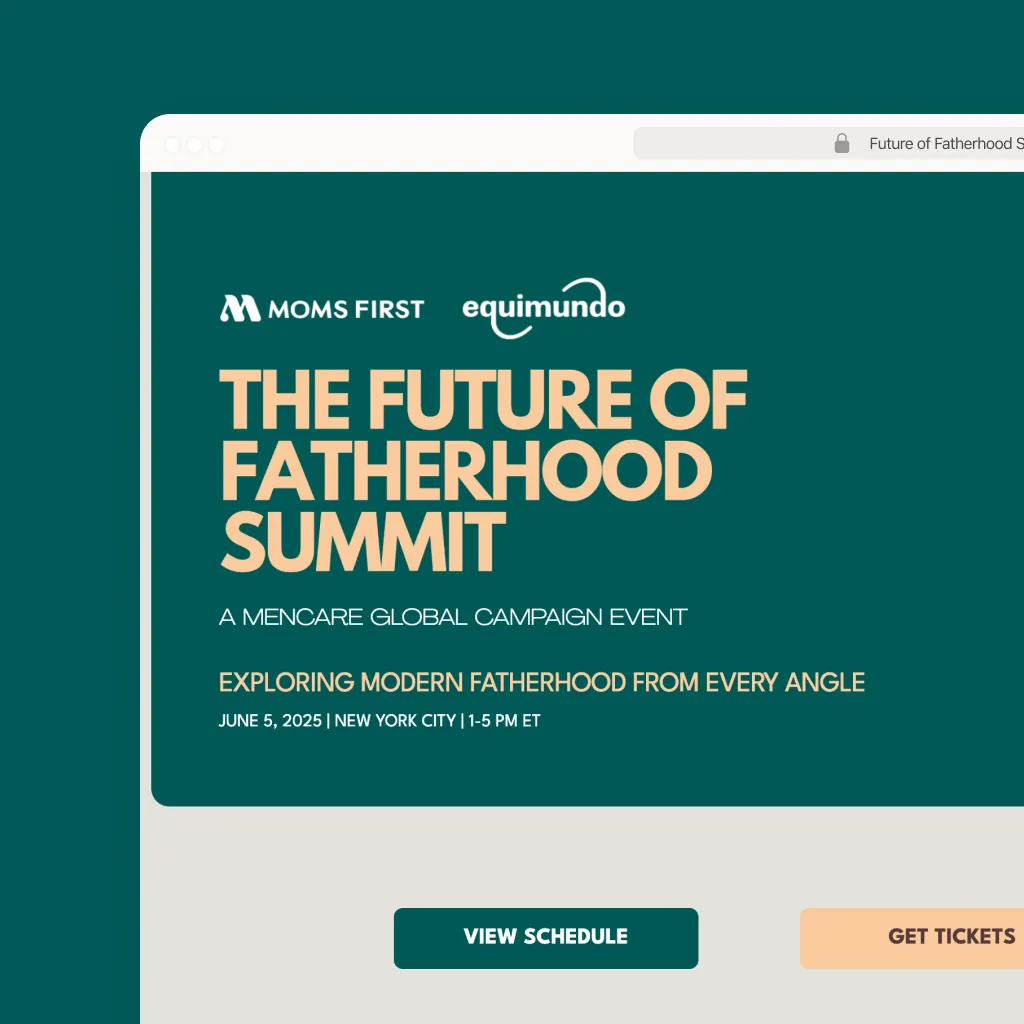 Future of Fatherhood S
MOMS FIRST
equimundo
THE FUTURE OF
FATHERHOOD
SUMMIT
A MENCARE GLOBAL CAMPAIGN EVENT
EXPLORING MODERN FATHERHOOD FROM EVERY ANGLE
JUNE 5, 2025 | NEW YORK CITY | 1-5 PM ET
VIEW SCHEDULE
GET TICKETS